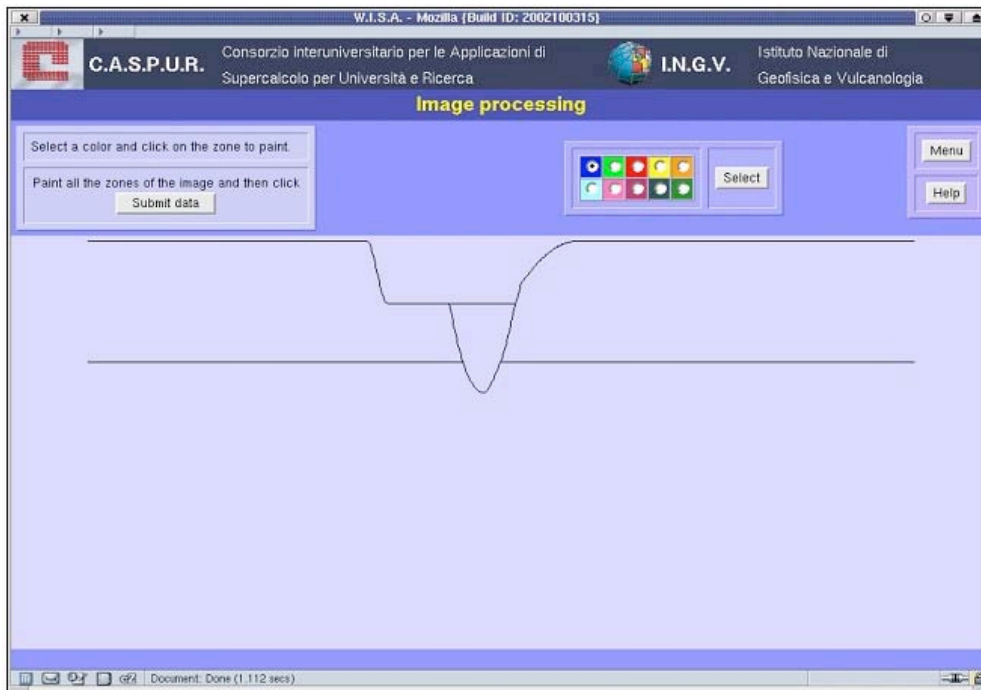 W.I.S.A. - Mozilla {Build ID: 2002100315}
C.A.S.P.U.R.
Consorzio interuniversitario per le Applicazioni di
Supercalcolo per Università e Ricerca
I.N.G.V.
Istituto Nazionale di
Geofisica e Vulcanologia
Image processing
Select a color and click on the zone to paint
Paint all the zones of the image and then click
Submit data
Select
Menu
Help
Document: Done (1.112 secs)